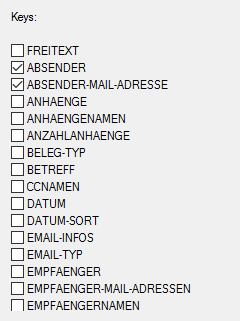 Keys:
FREITEXT
ABSENDER
ABSENDER-MAIL-ADRESSE
ANHAENGE
ANHAENGENAMEN
ANZAHLANHAENGE
BELEG-TYP
BETREFF
CCNAMEN
DATUM
DATUM-SORT
EMAIL-INFOS
EMAIL-TYP
EMPFAENGER
EMPFAENGER-MAIL-ADRESSEN
EMPFAENGERNAMEN